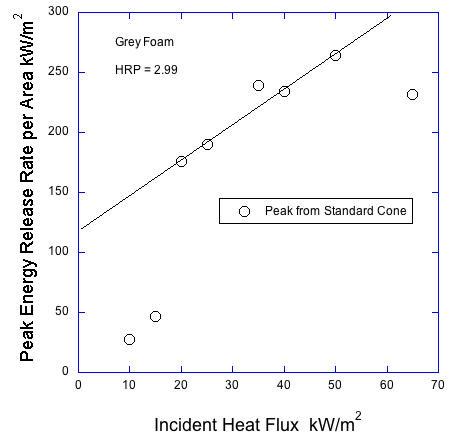 Peak Energy Release Rate per Area kW/m²
300
250
200
150
100
50
0
Grey Foam
HRP = 2.99
Peak from Standard Cone
0 10 20 30 40 50 60 70
Incident Heat Flux kW/m²